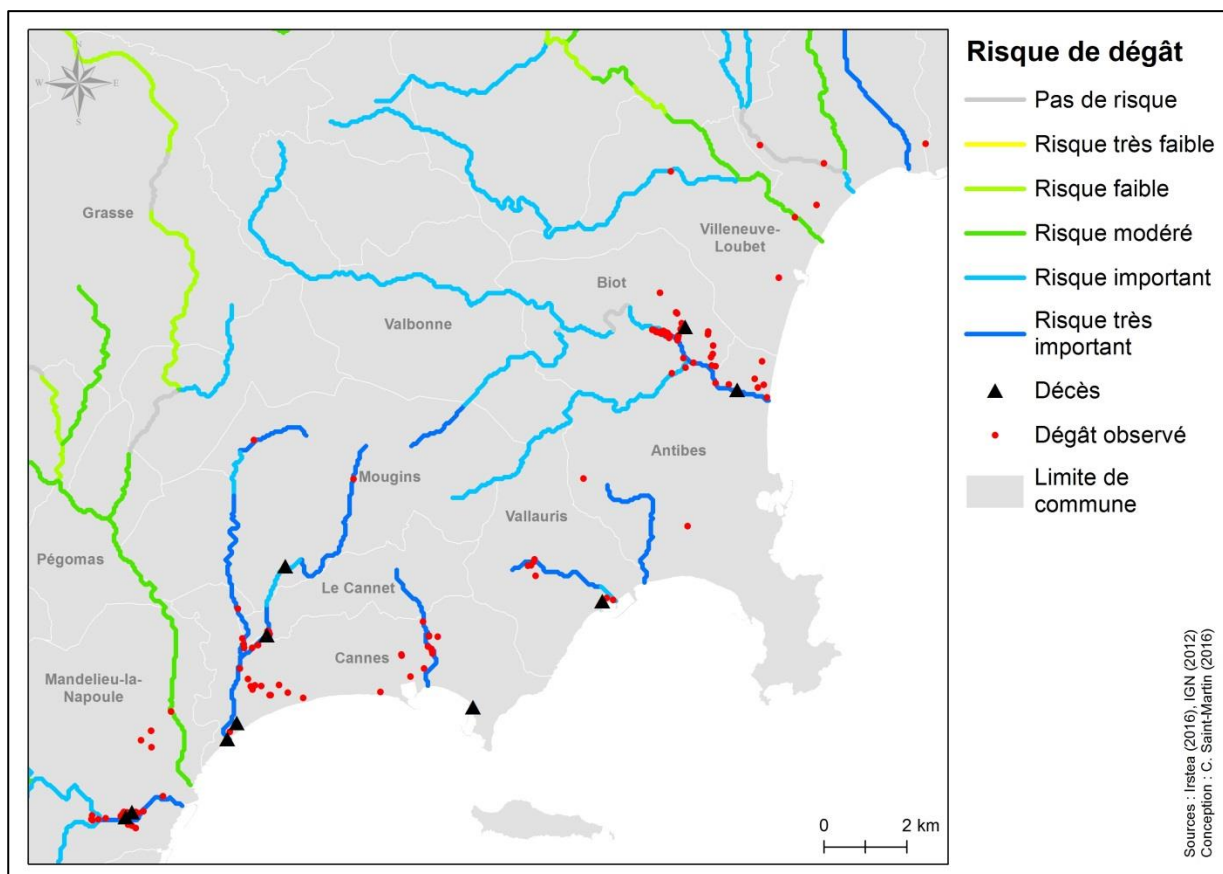 N
W
E
S
Grasse
Villeneuve-
Loubet
Biot
Valbonne
Antibes
Mougins
Vallauris
Pégomas
Le Cannet
Cannes
Mandelieu-la-
Napoule
0
2 km
Risque de dégât
Pas de risque
Risque très faible
Risque faible
Risque modéré
Risque important
Risque très
important
Décès
Dégât observé
Limite de
commune
Sources : Irstea (2016), IGN (2012)
Conception : C. Saint-Martin (2016)